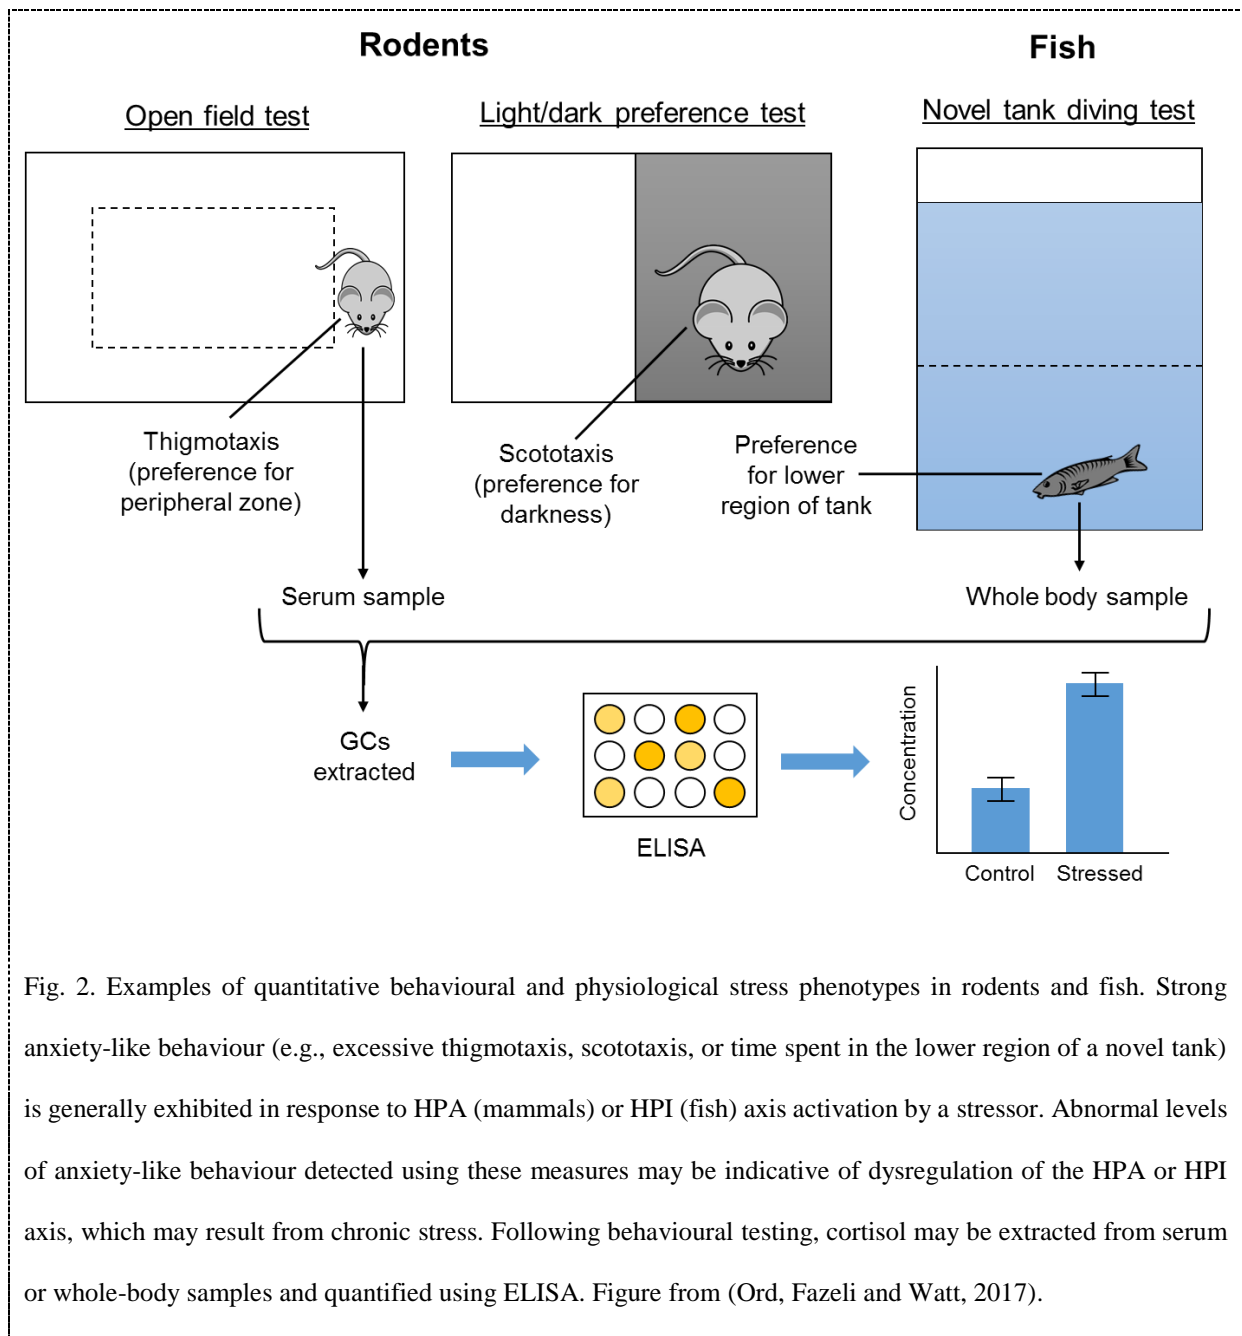 Rodents
Fish
Open field test
Light/dark preference test
Novel tank diving test
Thigmotaxis
(preference for
peripheral zone)
Scototaxis
(preference for
darkness)
Preference
for lower
region of tank
Serum sample
Whole body sample
GCs
extracted
ELISA
Concentration
Control
Stressed
Fig. 2. Examples of quantitative behavioural and physiological stress phenotypes in rodents and fish. Strong
anxiety-like behaviour (e.g., excessive thigmotaxis, scototaxis, or time spent in the lower region of a novel tank)
is generally exhibited in response to HPA (mammals) or HPI (fish) axis activation by a stressor. Abnormal levels
of anxiety-like behaviour detected using these measures may be indicative of dysregulation of the HPA or HPI
axis, which may result from chronic stress. Following behavioural testing, cortisol may be extracted from serum
or whole-body samples and quantified using ELISA. Figure from (Ord, Fazeli and Watt, 2017).